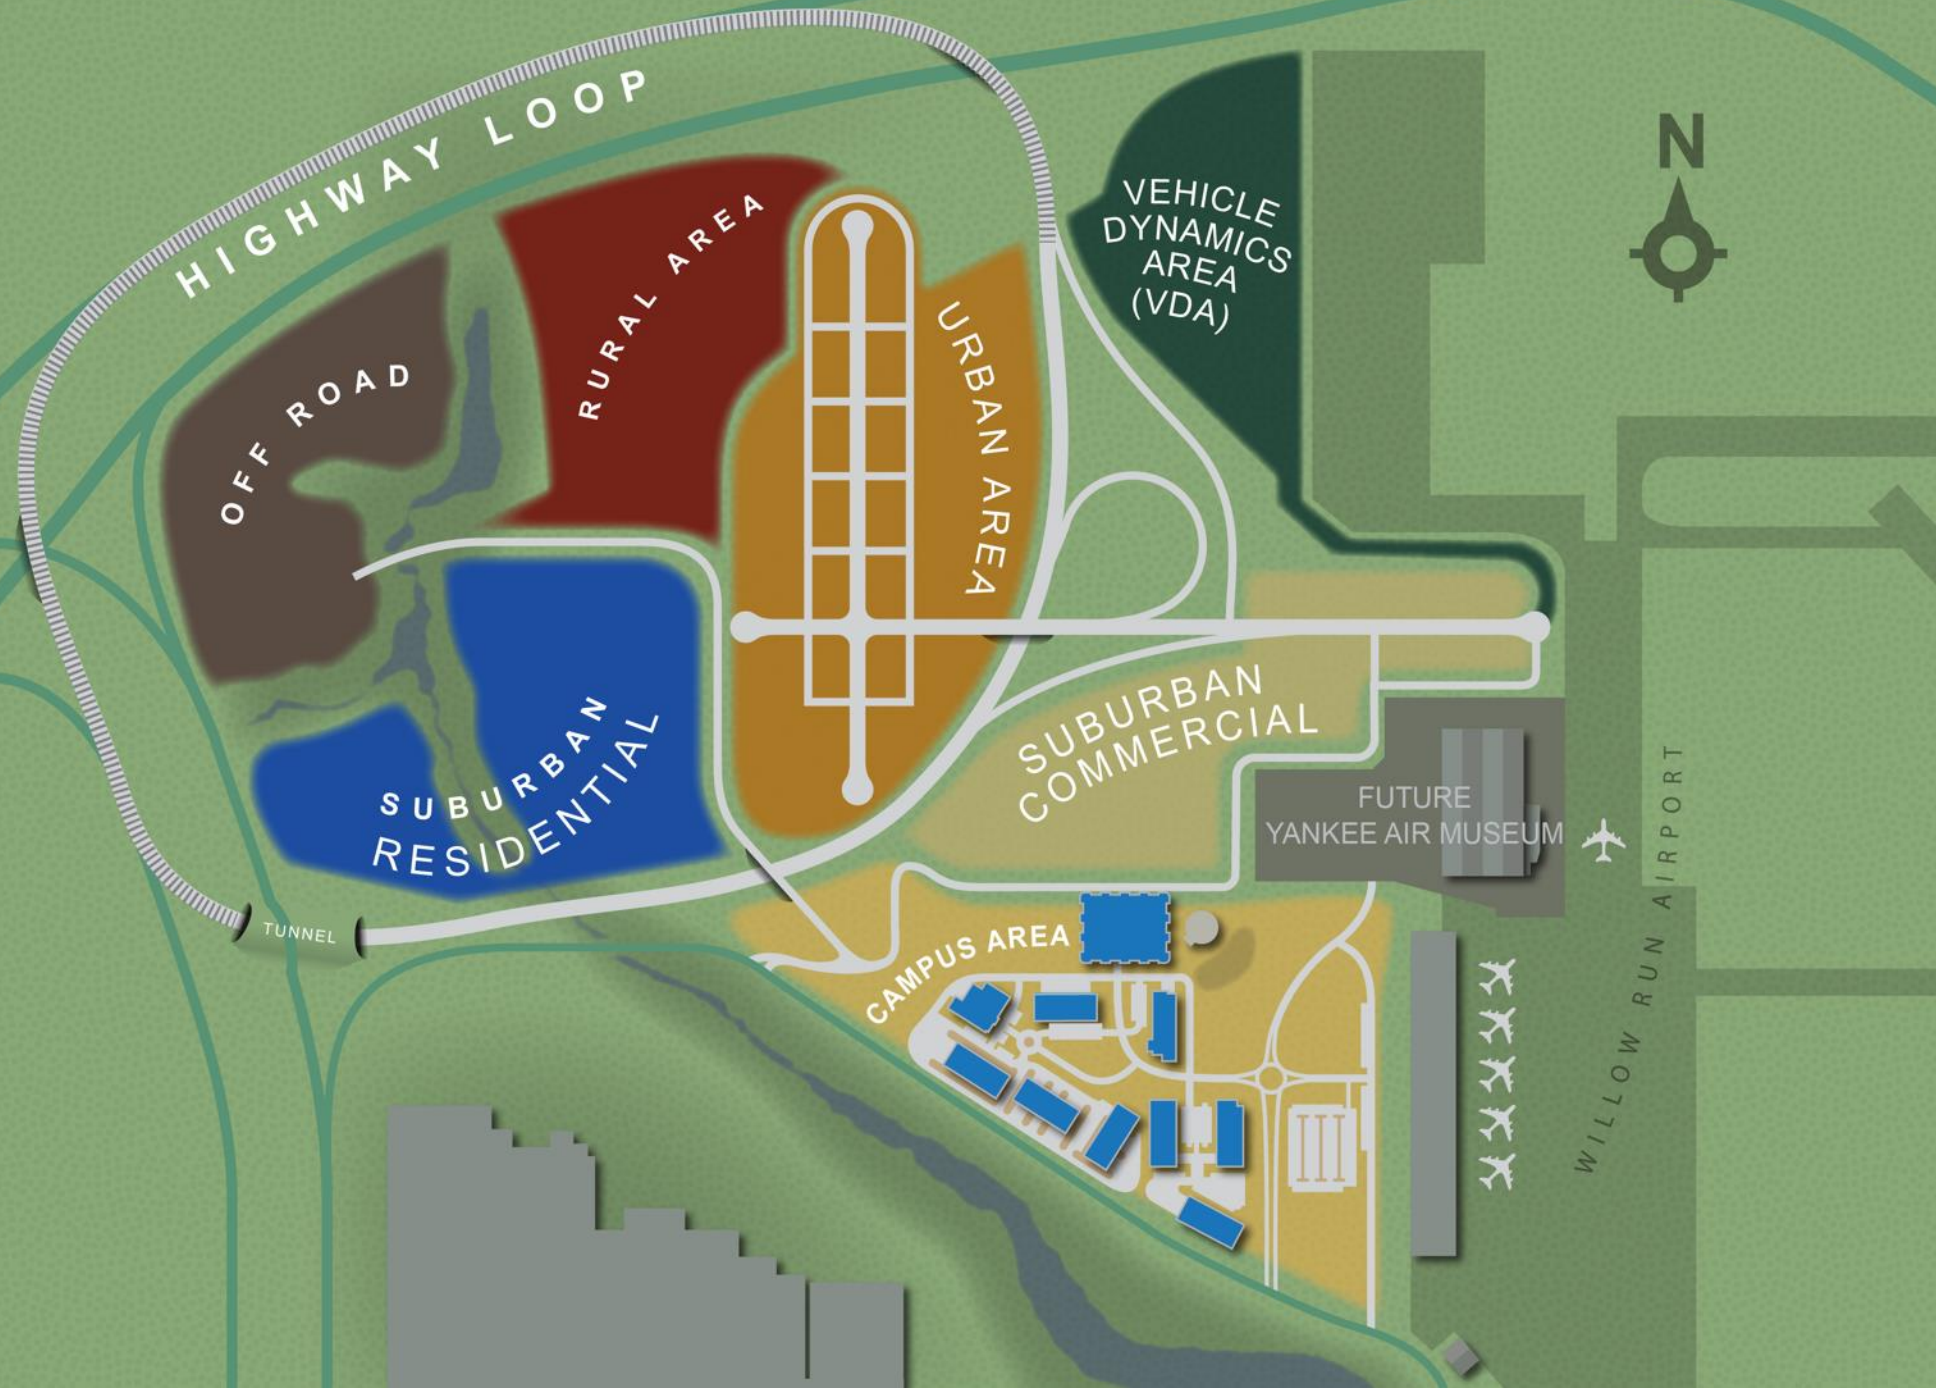 HIGHWAY LOOP
N
VEHICLE
DYNAMICS
AREA
(VDA)
RURAL AREA
URBAN AREA
OFF ROAD
SUBURBAN
COMMERCIAL
SUBURBAN
RESIDENTIAL
FUTURE
YANKEE AIR MUSEUM
WILLOW RUN AIRPORT
TUNNEL
CAMPUS AREA